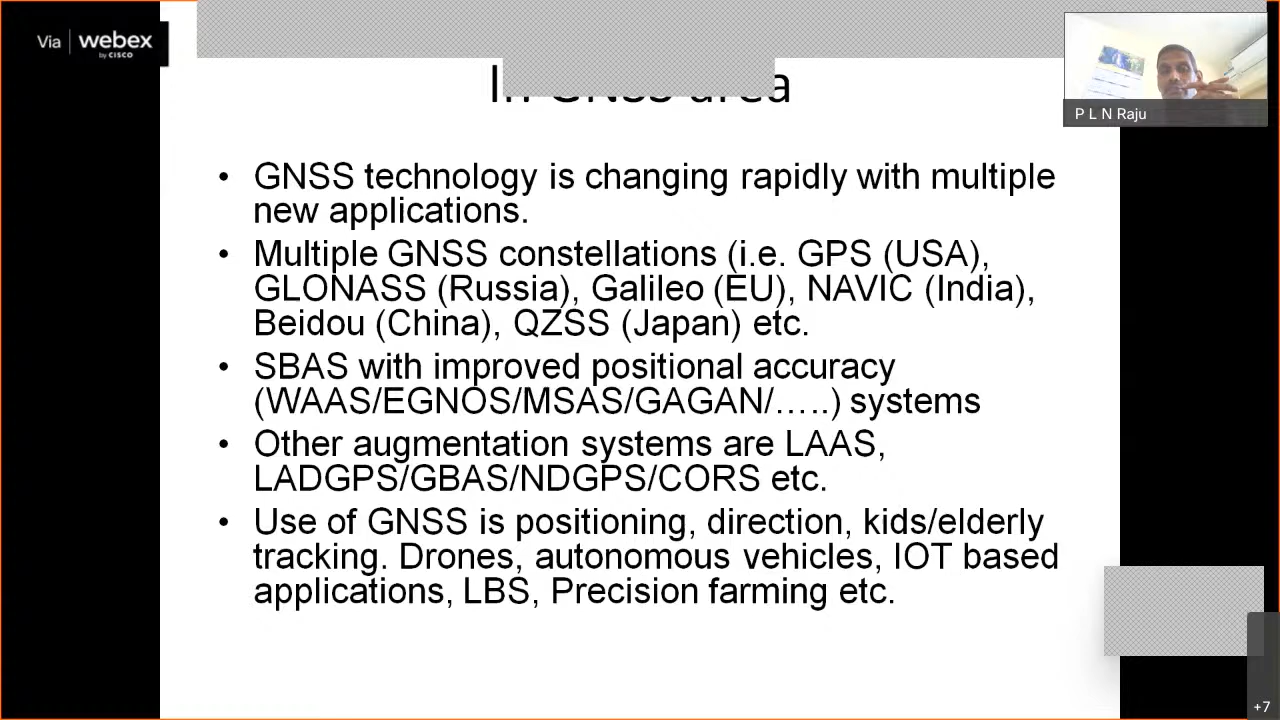 Via webex
by CISCO
In GNSS area
P L N Raju
• GNSS technology is changing rapidly with multiple
new applications.
• Multiple GNSS constellations (i.e. GPS (USA),
GLONASS (Russia), Galileo (EU), NAVIC (India),
Beidou (China), QZSS (Japan) etc.
• SBAS with improved positional accuracy
(WAAS/EGNOS/MSAS/GAGAN/…..) systems
• Other augmentation systems are LAAS,
LADGPS/GBAS/NDGPS/CORS etc.
• Use of GNSS is positioning, direction, kids/elderly
tracking. Drones, autonomous vehicles, IOT based
applications, LBS, Precision farming etc.
+7